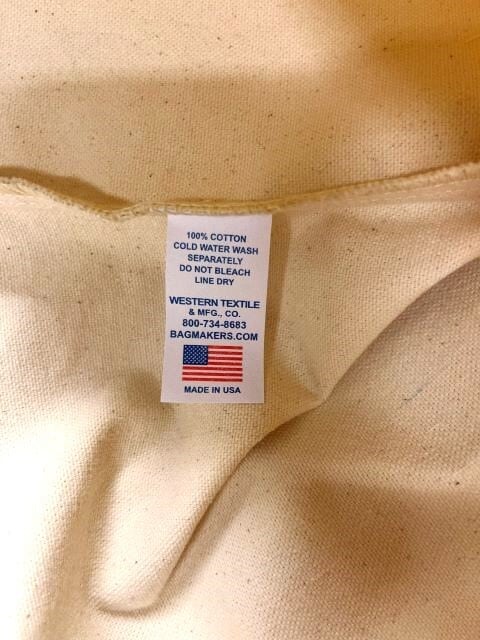 100% COTTON
COLD WATER WASH
SEPARATELY
DO NOT BLEACH
LINE DRY
WESTERN TEXTILE
& MFG., CO.
800-734-8683
BAGMAKERS.COM
MADE IN USA